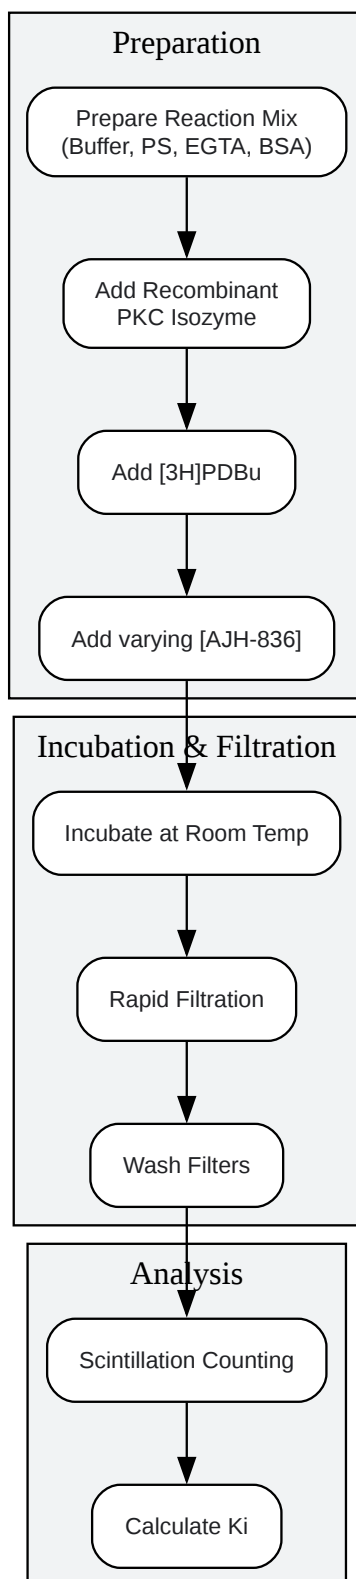 Preparation
Prepare Reaction Mix
(Buffer, PS, EGTA, BSA)
Add Recombinant
PKC Isozyme
Add [3H]PDBu
Add varying [AJH-836]
Incubation & Filtration
Incubate at Room Temp
Rapid Filtration
Wash Filters
Analysis
Scintillation Counting
Calculate Ki